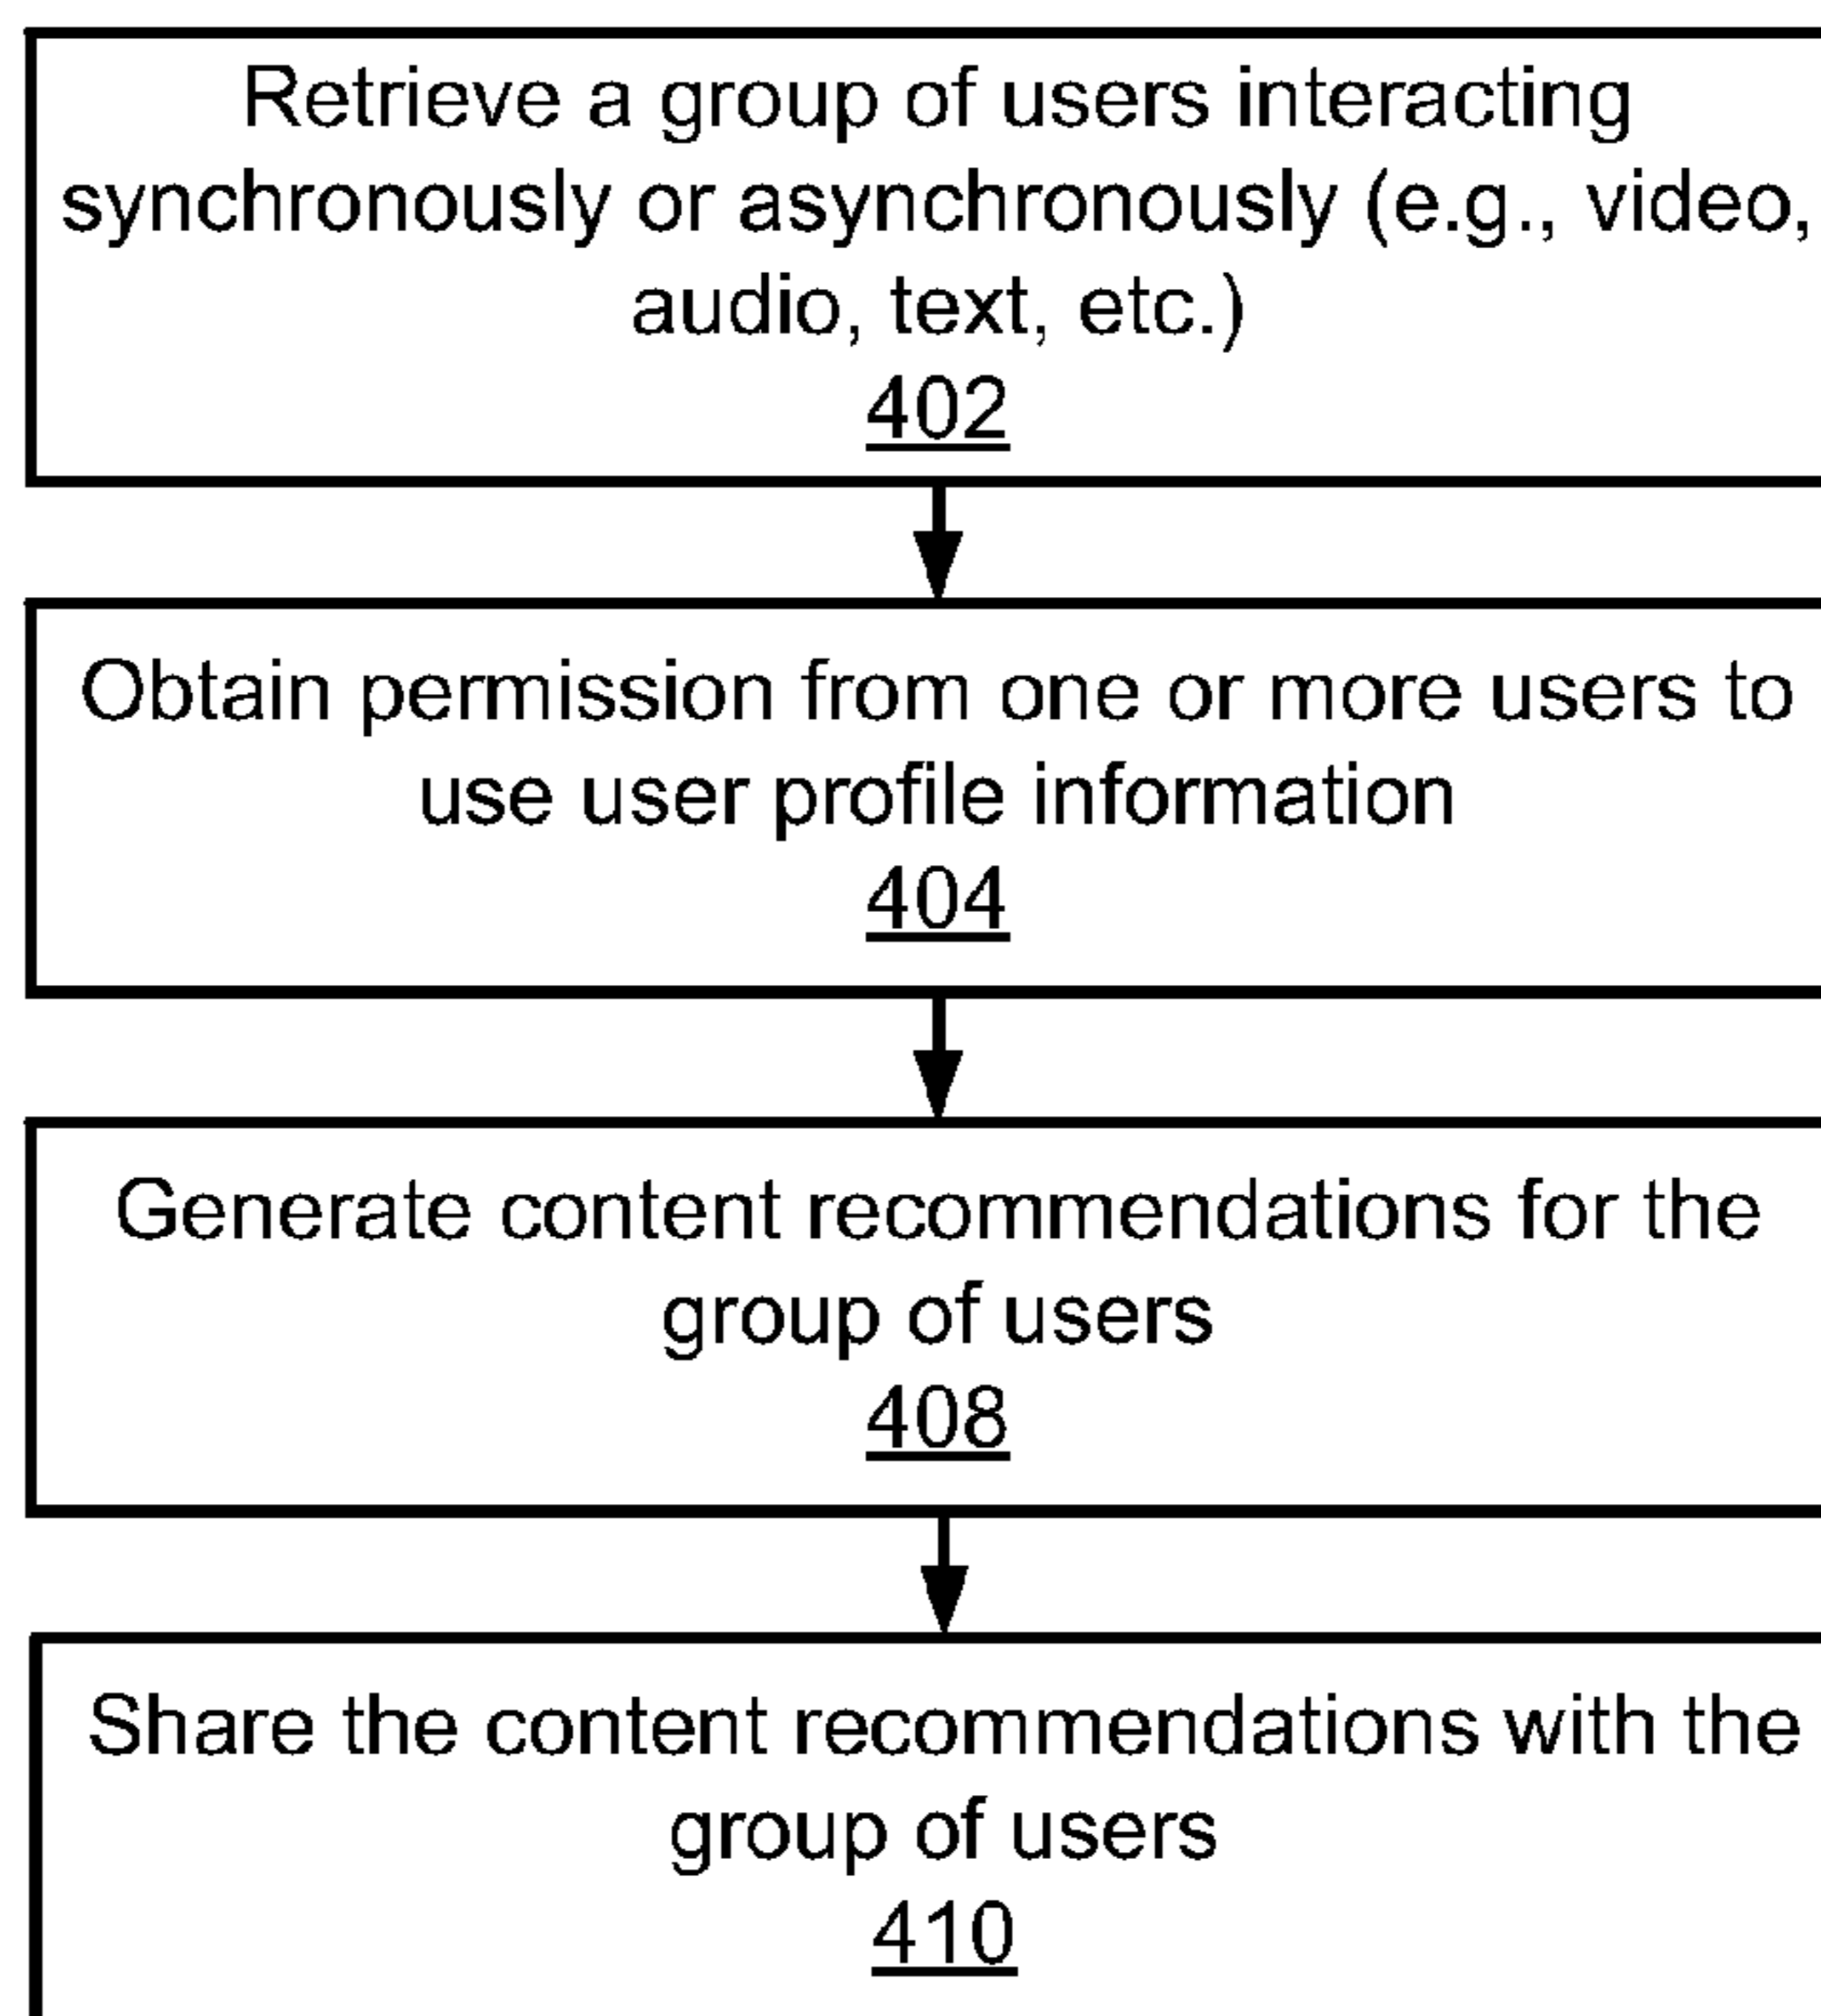 Retrieve a group of users interacting
synchronously or asynchronously (e.g., video,
audio, text, etc.)
402
Obtain permission from one or more users to
use user profile information
404
Generate content recommendations for the
group of users
408
Share the content recommendations with the
group of users
410